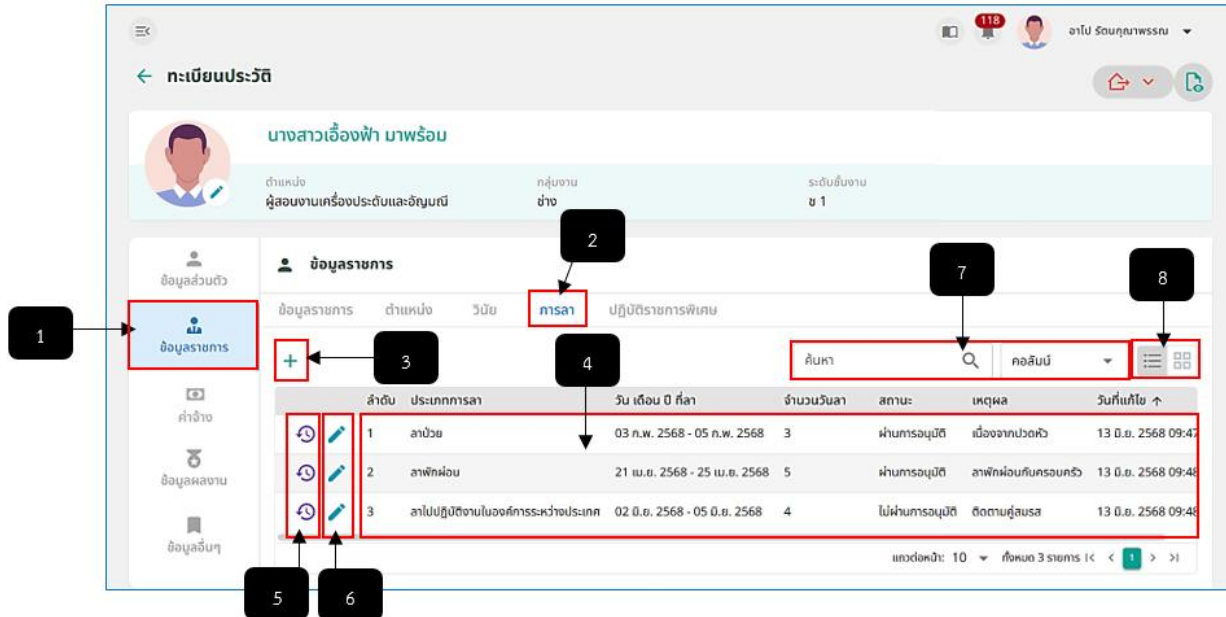 118
อาโป รัตนกุณาพรรณ
ทะเบียนประวัติ
นางสาวเอื้องฟ้า มาพร้อม
ตำแหน่ง กลุ่มงาน ระดับชั้นงาน
ผู้สอนงานเครื่องประดับและอัญมณี ช่าง ช 1
2
7
8
1
ข้อมูลส่วนตัว
ข้อมูลราชการ
ข้อมูลราชการ ตำแหน่ง วินัย การลา ปฏิบัติราชการพิเศษ
ข้อมูลราชการ
3
4
ค้นหา คอลัมน์
ค่าจ้าง
ลำดับ ประเภทการลา วัน เดือน ปี ที่ลา จำนวนวันลา สถานะ เหตุผล วันที่แก้ไข
1 ลาป่วย 03 ก.พ. 2568 - 05 ก.พ. 2568 3 ผ่านการอนุมัติ เนื่องจากปวดหัว 13 มิ.ย. 2568 09:47
2 ลาพักผ่อน 21 เม.ย. 2568 - 25 เม.ย. 2568 5 ผ่านการอนุมัติ ลาพักผ่อนกับครอบครัว 13 มิ.ย. 2568 09:48
ข้อมูลผลงาน
3 ลาไปปฏิบัติงานในองค์การระหว่างประเทศ 02 มิ.ย. 2568 - 05 มิ.ย. 2568 4 ไม่ผ่านการอนุมัติ ติดตามคู่สมรส 13 มิ.ย. 2568 09:48
ข้อมูลอื่นๆ
แถวต่อหน้า: 10 ทั้งหมด 3 รายการ 1
5
6